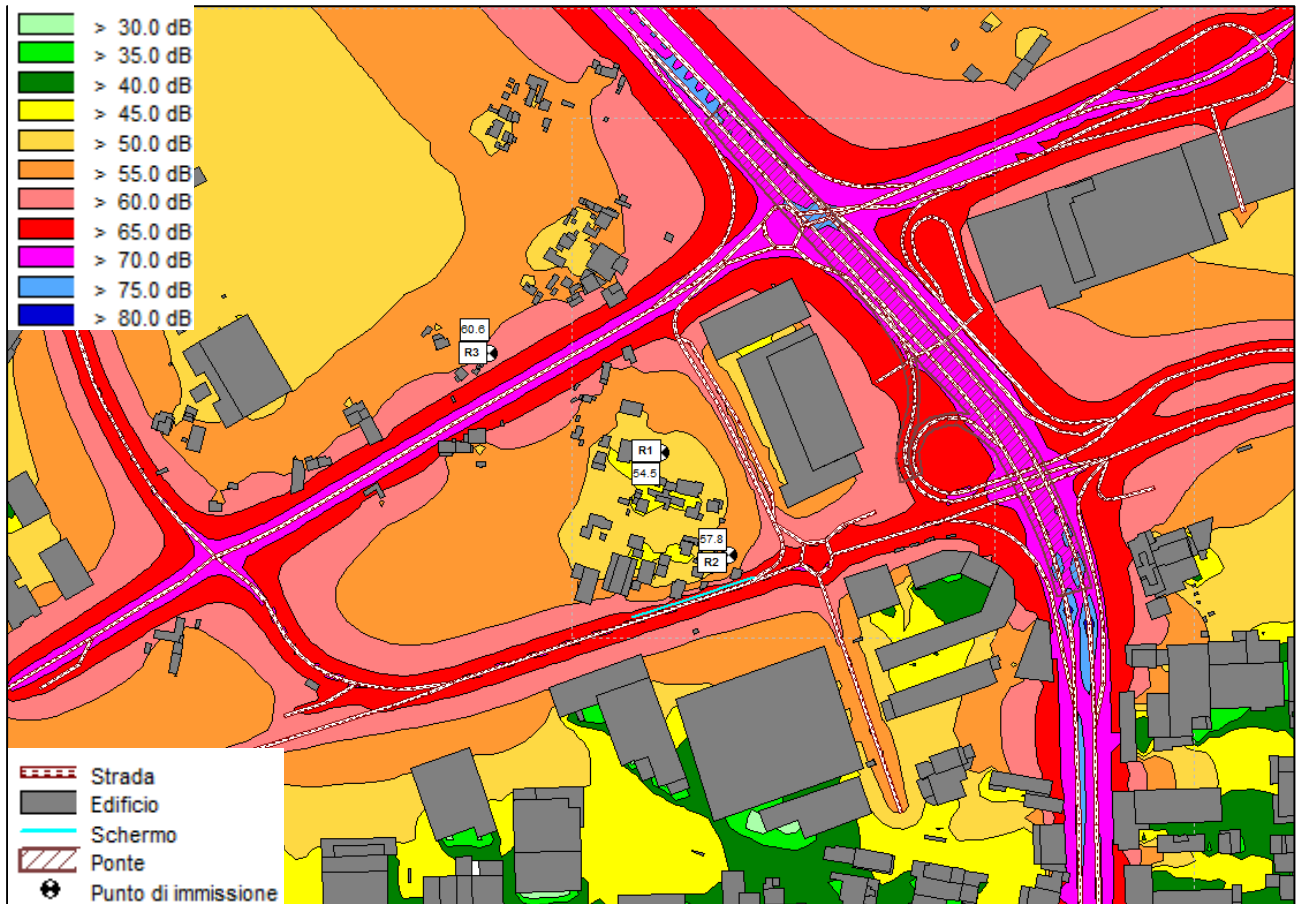 > 30.0 dB
> 35.0 dB
> 40.0 dB
> 45.0 dB
> 50.0 dB
> 55.0 dB
> 60.0 dB
> 65.0 dB
> 70.0 dB
> 75.0 dB
> 80.0 dB
60.6
R3
R1
54.5
57.8
R2
Strada
Edificio
Schermo
Ponte
Punto di immissione